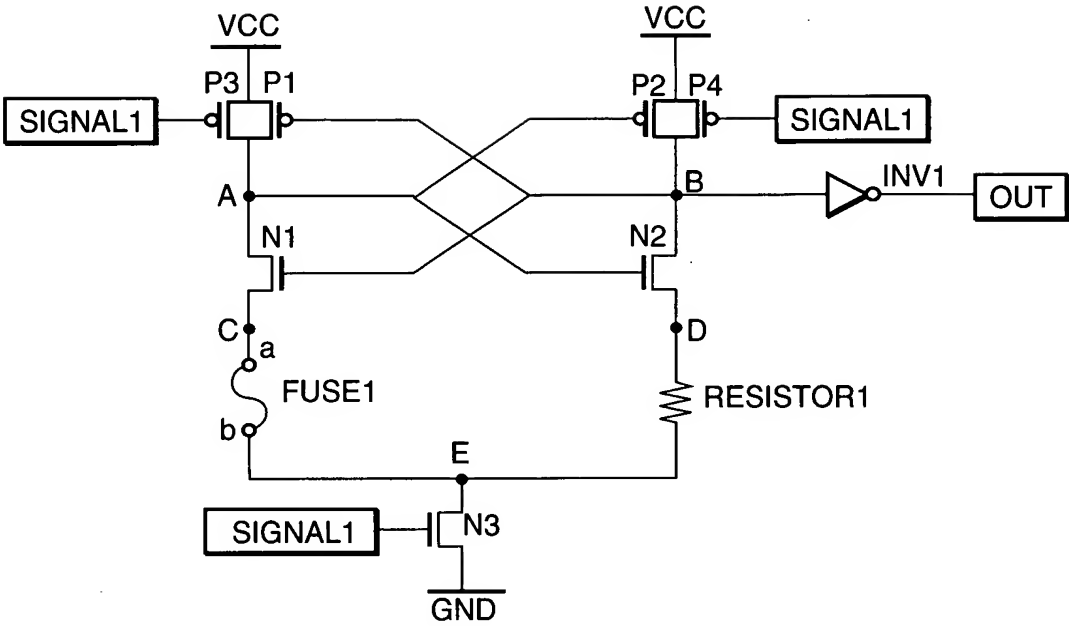 VCC
VCC
P3
P1
P2
P4
SIGNAL1
SIGNAL1
A
B
INV1
OUT
N1
N2
C
D
a
FUSE1
RESISTOR1
b
E
SIGNAL1
N3
GND